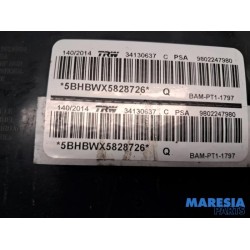 140/2014 TRW 34130637 C PSA 9802247980
*5BHBWX5828726* Q BAM-PT1-1797
140/2014 TRW 34130637 C PSA 9802247980
*5BHBWX5828726* Q BAM-PT1-1797
MARESIA
PARTS